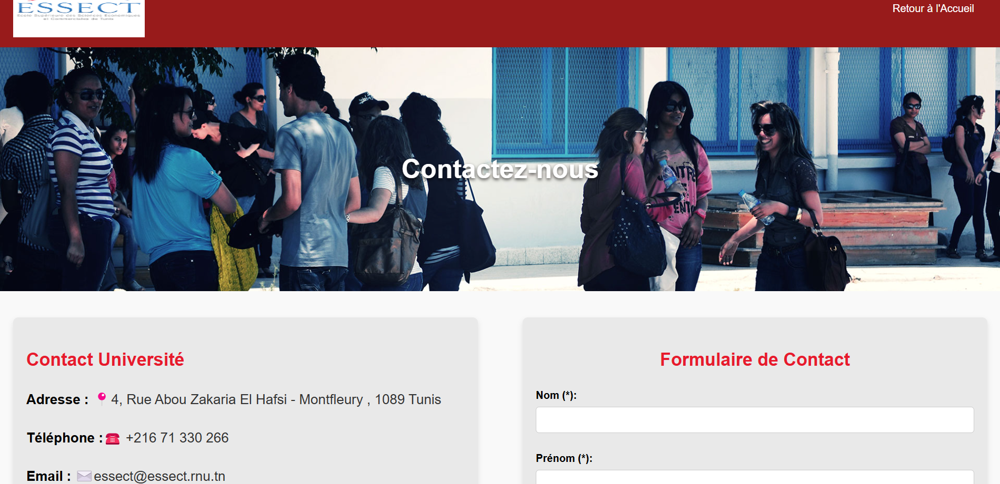 ESSECT
École Supérieure des Sciences Économiques
et Commerciales de Tunis
Retour à l'Accueil
Contactez-nous
Contact Université
Adresse : 4, Rue Abou Zakaria El Hafsi - Montfleury , 1089 Tunis
Téléphone : +216 71 330 266
Email : essect@essect.rnu.tn
Formulaire de Contact
Nom (*):
Prénom (*):